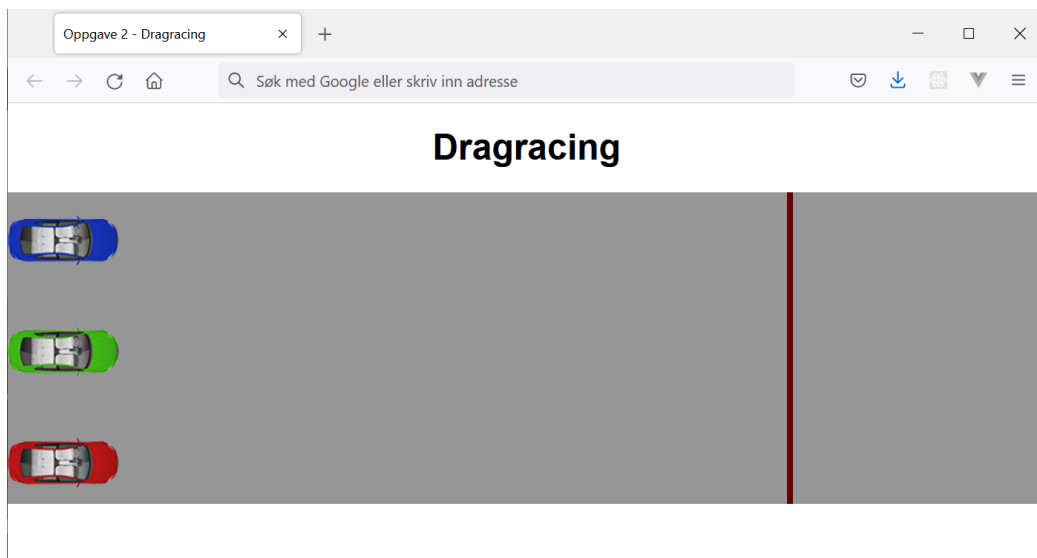 Oppgave 2 - Dragracing
Søk med Google eller skriv inn adresse
Dragracing